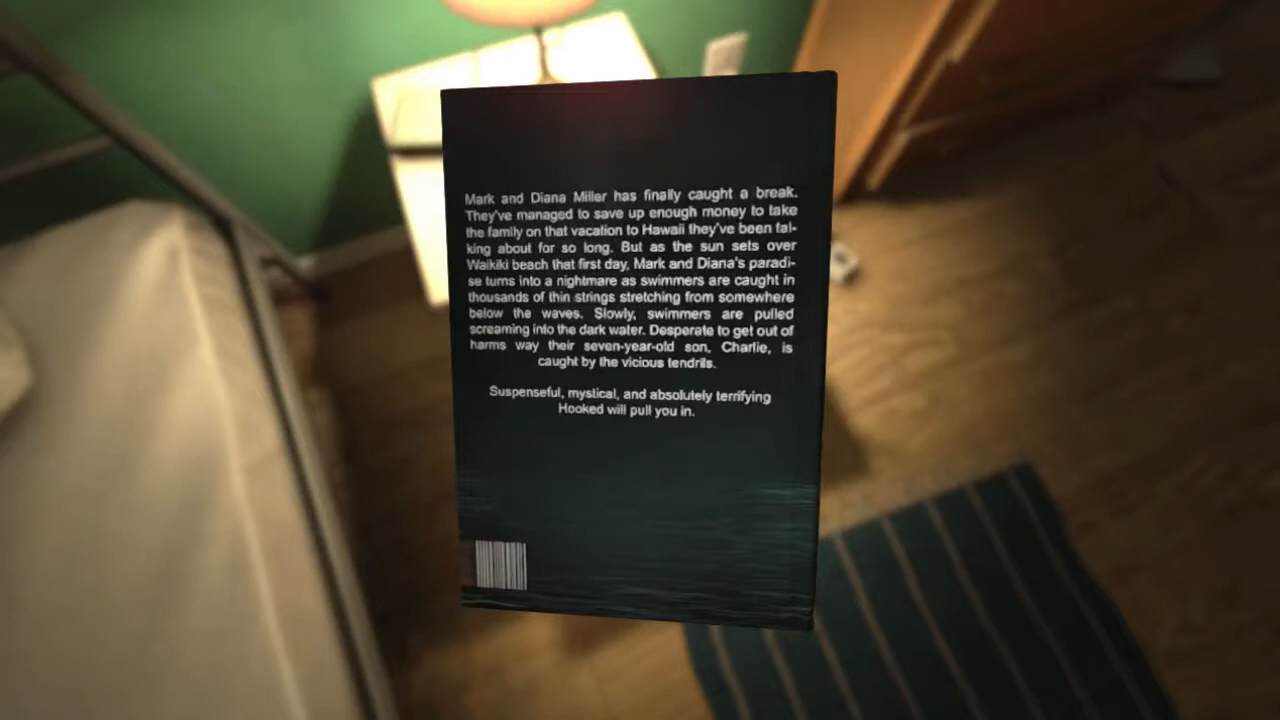 Mark and Diana Miller has finally caught a break.
They've managed to save up enough money to take
the family on that vacation to Hawaii they've been tal-
king about for so long. But as the sun sets over
Waikiki beach that first day, Mark and Diana's paradi-
se turns into a nightmare as swimmers are caught in
thousands of thin strings stretching from somewhere
below the waves. Slowly, swimmers are pulled
screaming into the dark water. Desperate to get out of
harms way their seven-year-old son, Charlie, is
caught by the vicious tendrils.
Suspenseful, mystical, and absolutely terrifying
Hooked will pull you in.